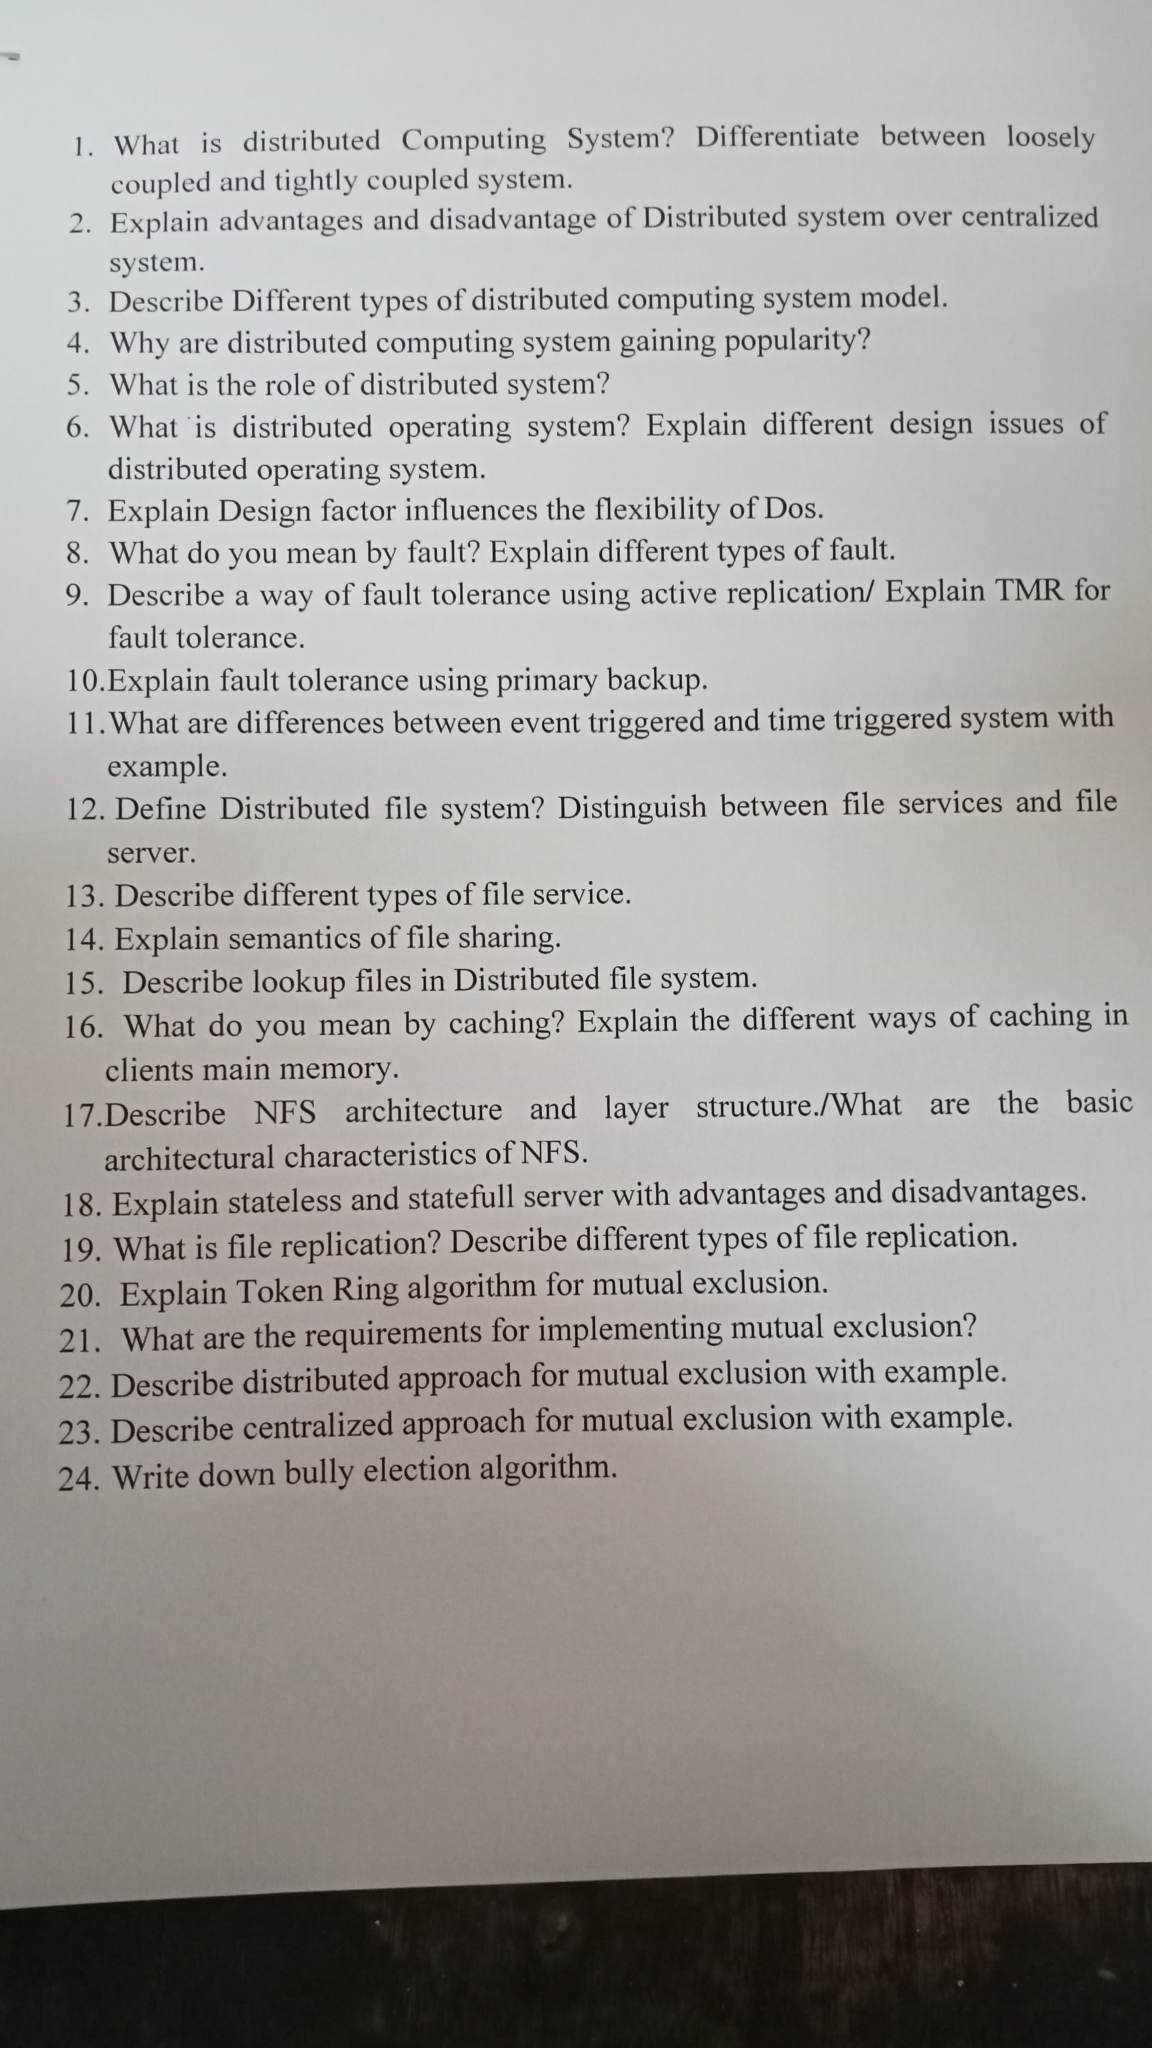 1. What is distributed Computing System? Differentiate between loosely
coupled and tightly coupled system.
2. Explain advantages and disadvantage of Distributed system over centralized
system.
3. Describe Different types of distributed computing system model.
4. Why are distributed computing system gaining popularity?
5. What is the role of distributed system?
6. What is distributed operating system? Explain different design issues of
distributed operating system.
7. Explain Design factor influences the flexibility of Dos.
8. What do you mean by fault? Explain different types of fault.
9. Describe a way of fault tolerance using active replication/ Explain TMR for
fault tolerance.
10.Explain fault tolerance using primary backup.
11.What are differences between event triggered and time triggered system with
example.
12. Define Distributed file system? Distinguish between file services and file
server.
13. Describe different types of file service.
14. Explain semantics of file sharing.
15. Describe lookup files in Distributed file system.
16. What do you mean by caching? Explain the different ways of caching in
clients main memory.
17.Describe NFS architecture and layer structure./What are the basic
architectural characteristics of NFS.
18. Explain stateless and statefull server with advantages and disadvantages.
19. What is file replication? Describe different types of file replication.
20. Explain Token Ring algorithm for mutual exclusion.
21. What are the requirements for implementing mutual exclusion?
22. Describe distributed approach for mutual exclusion with example.
23. Describe centralized approach for mutual exclusion with example.
24. Write down bully election algorithm.